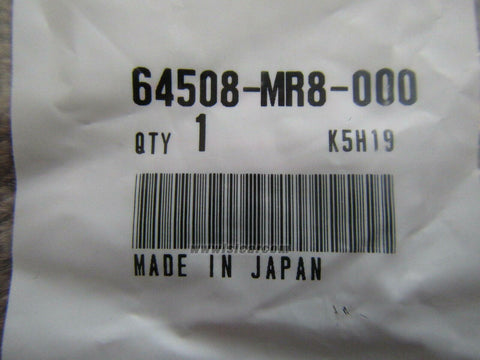 64508-MR8-000
QTY 1 K5H19
MADE IN JAPAN